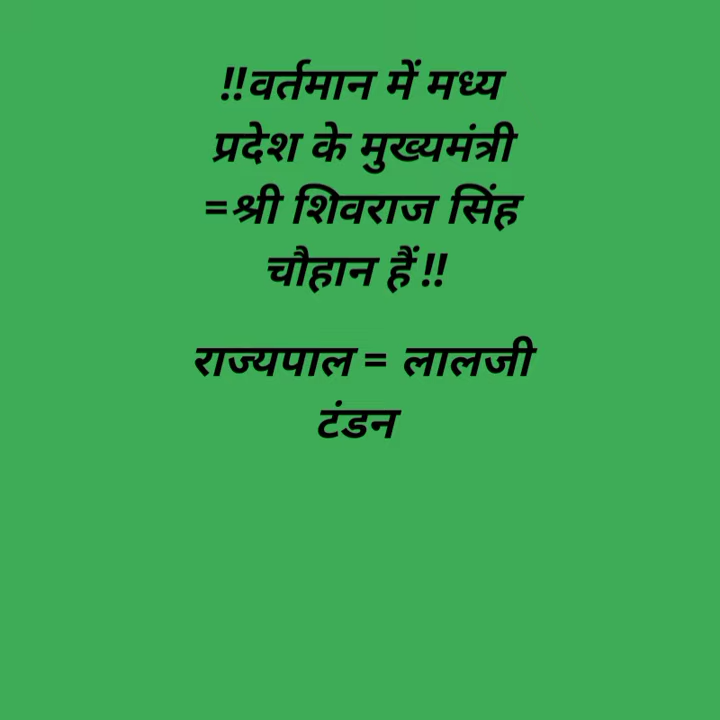 !!वर्तमान में मध्य
प्रदेश के मुख्यमंत्री
=श्री शिवराज सिंह
चौहान हैं !!
राज्यपाल = लालजी
टंडन